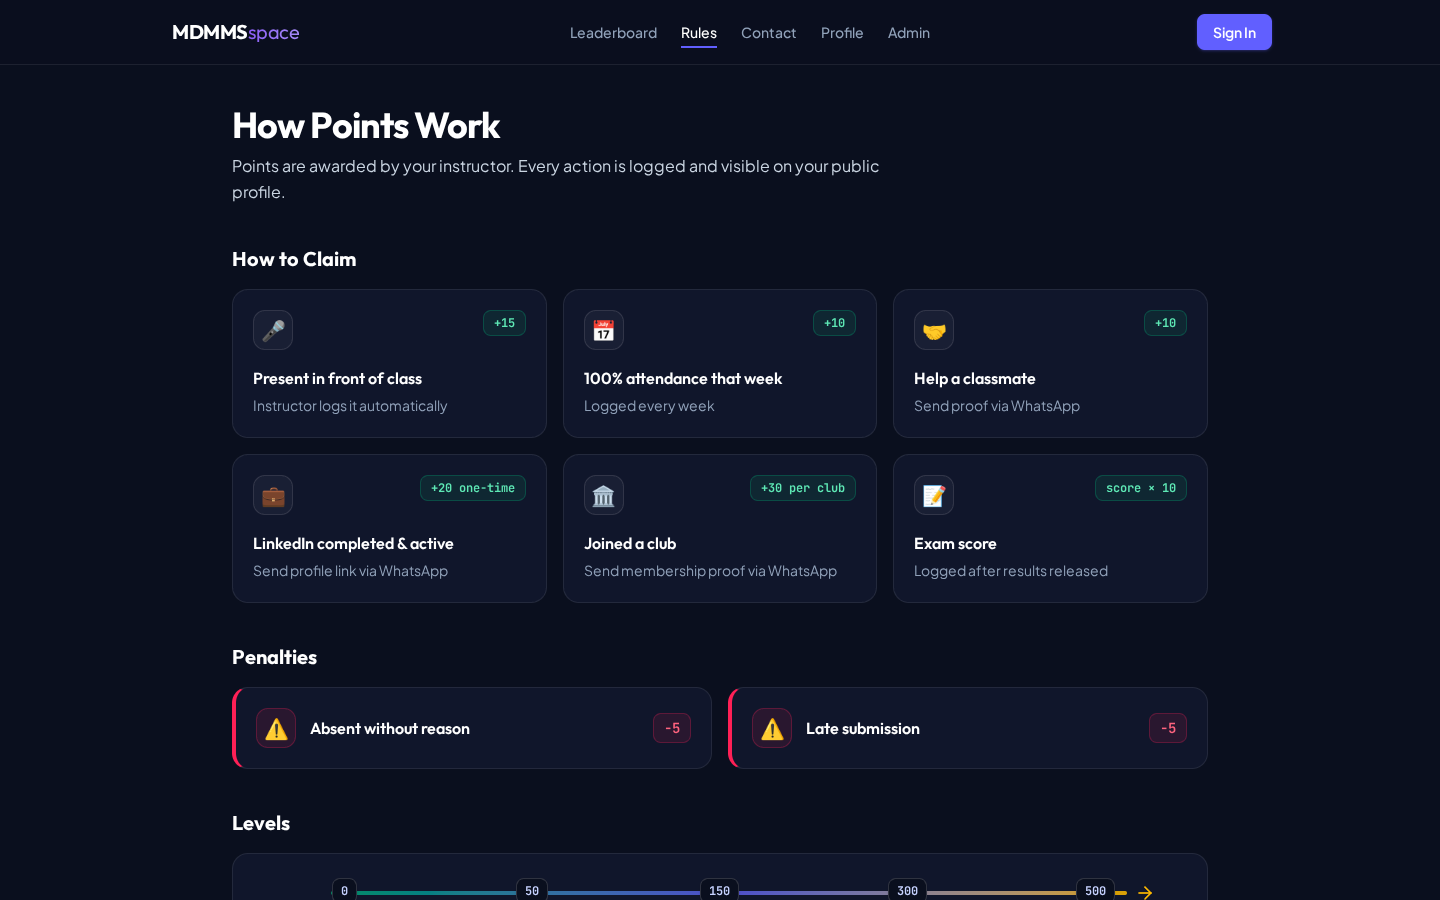 MDMMSspace
Leaderboard
Rules
Contact
Profile
Admin
Sign In
How Points Work
Points are awarded by your instructor. Every action is logged and visible on your public
profile.
How to Claim
+15
Present in front of class
Instructor logs it automatically
+10
100% attendance that week
Logged every week
+10
Help a classmate
Send proof via WhatsApp
+20 one-time
LinkedIn completed & active
Send profile link via WhatsApp
+30 per club
Joined a club
Send membership proof via WhatsApp
score × 10
Exam score
Logged after results released
Penalties
Absent without reason
-5
Late submission
-5
Levels
0
50
150
300
500